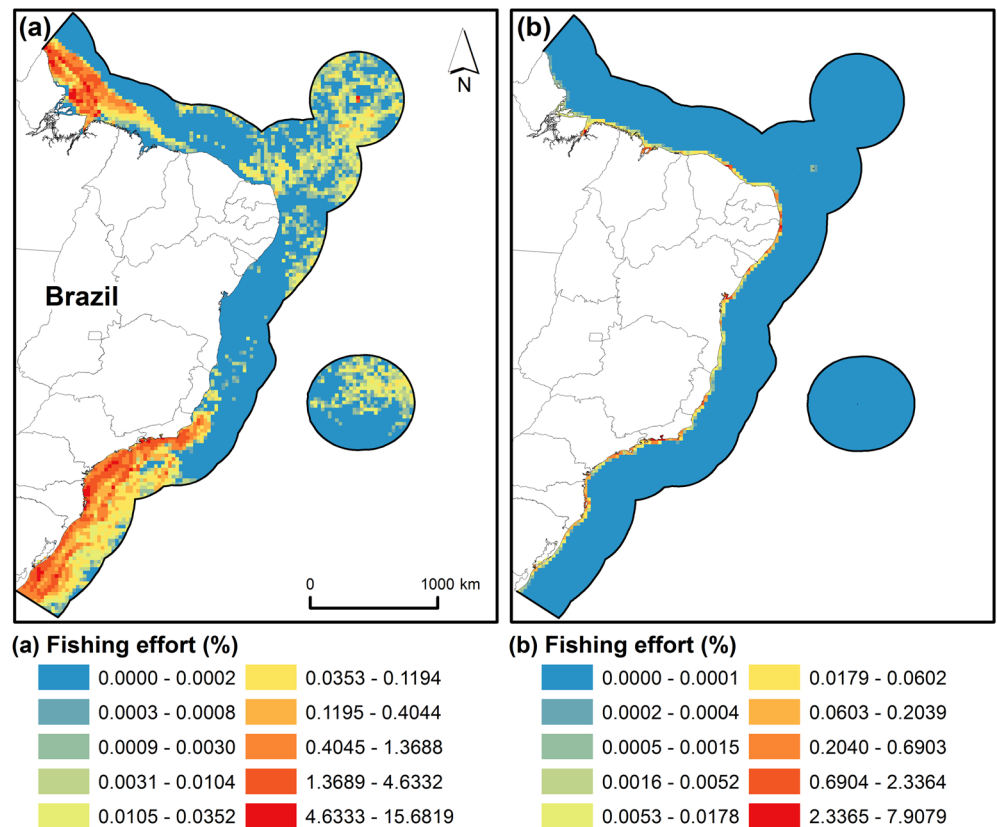 (a)
(b)
N
Brazil
0 1000 km
(a) Fishing effort (%)
0.0000 - 0.0002
0.0003 - 0.0008
0.0009 - 0.0030
0.0031 - 0.0104
0.0105 - 0.0352
0.0353 - 0.1194
0.1195 - 0.4044
0.4045 - 1.3688
1.3689 - 4.6332
4.6333 - 15.6819
(b) Fishing effort (%)
0.0000 - 0.0001
0.0002 - 0.0004
0.0005 - 0.0015
0.0016 - 0.0052
0.0053 - 0.0178
0.0179 - 0.0602
0.0603 - 0.2039
0.2040 - 0.6903
0.6904 - 2.3364
2.3365 - 7.9079